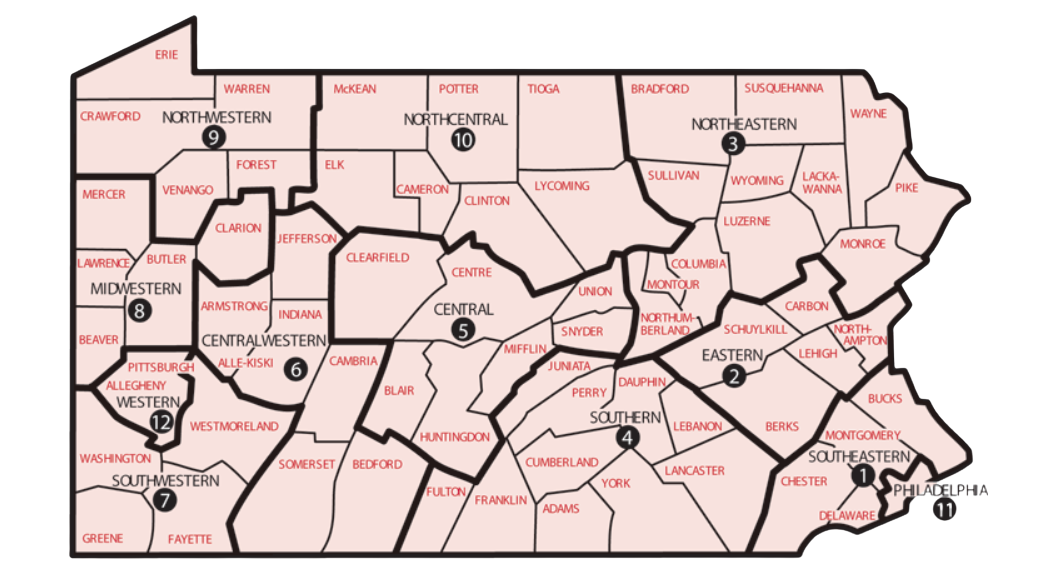 ERIE
WARREN
McKEAN
POTTER
TIOGA
BRADFORD
SUSQUEHANNA
CRAWFORD
NORTHWESTERN
9
NORTHCENTRAL
10
NORTHEASTERN
3
WAYNE
FOREST
ELK
MERCER
VENANGO
CAMERON
CLINTON
LYCOMING
SULLIVAN
WYOMING
LACKA-
WANNA
PIKE
CLARION
JEFFERSON
LUZERNE
MONROE
LAWRENCE
BUTLER
CLEARFIELD
CENTRE
COLUMBIA
MONTOUR
UNION
MIDWESTERN
8
ARMSTRONG
INDIANA
CENTRAL
5
CARBON
NORTHUM-
BERLAND
SCHUYLKILL
NORTH-
AMPTON
SNYDER
BEAVER
CENTRALWESTERN
6
ALLE-KISKI
CAMBRIA
MIFFLIN
EASTERN
2
LEHIGH
PITTSBURGH
ALLEGHENY
WESTERN
12
BLAIR
JUNIATA
PERRY
DAUPHIN
BUCKS
SOUTHERN
4
WESTMORELAND
LEBANON
BERKS
HUNTINGDON
MONTGOMERY
SOUTHEASTERN
1
WASHINGTON
SOUTHWESTERN
7
SOMERSET
BEDFORD
CUMBERLAND
LANCASTER
CHESTER
FULTON
FRANKLIN
YORK
ADAMS
PHILADELPHIA
11
DELAWARE
GREENE
FAYETTE